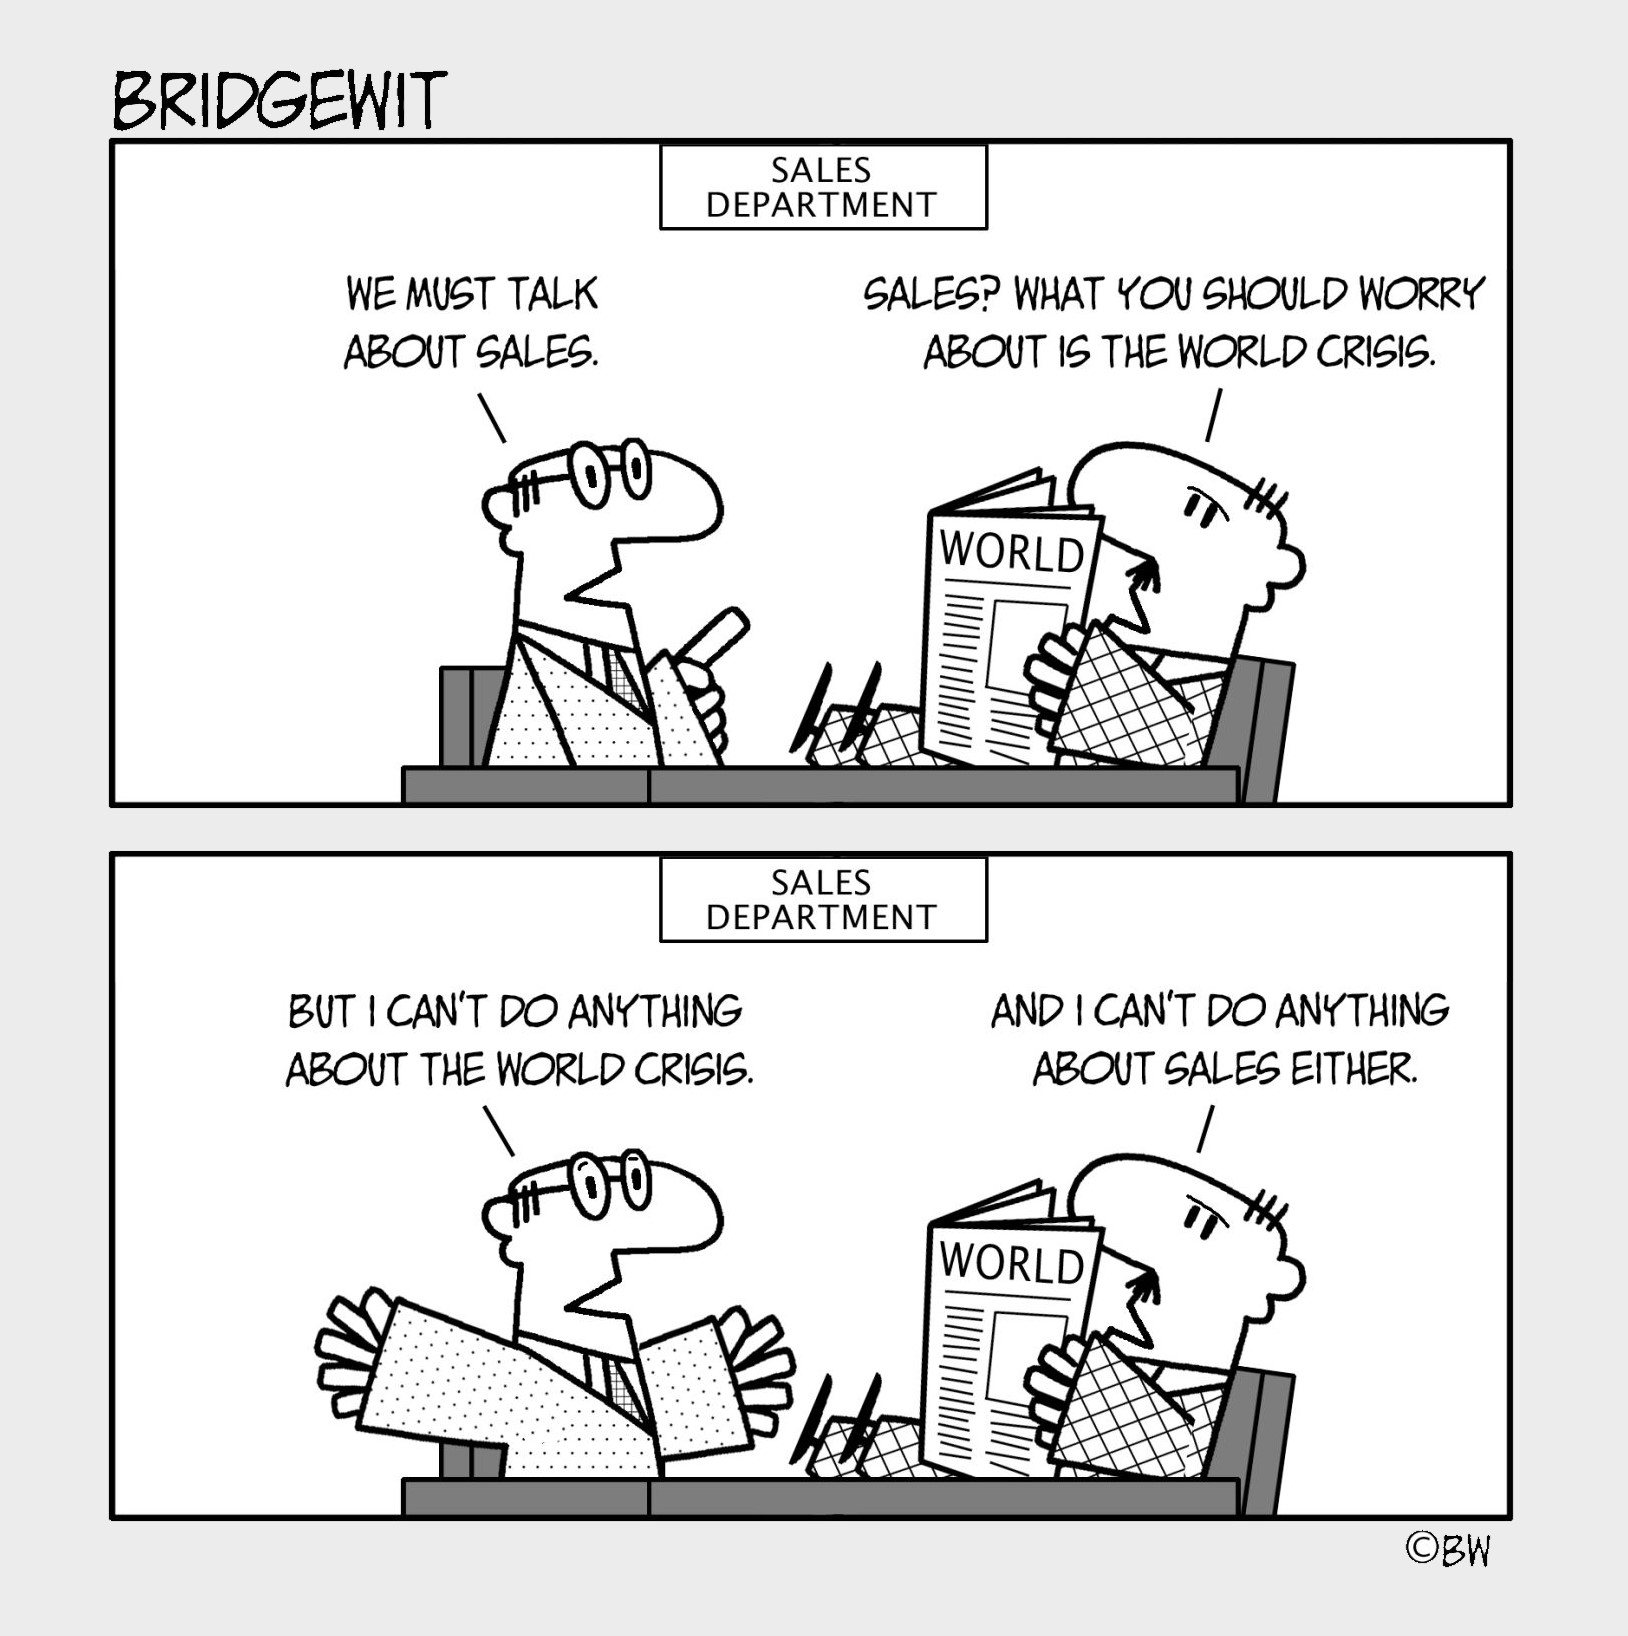 BRIDGEWIT
SALES
DEPARTMENT
WE MUST TALK
ABOUT SALES.
SALES? WHAT YOU SHOULD WORRY
ABOUT IS THE WORLD CRISIS.
WORLD
SALES
DEPARTMENT
BUT I CAN'T DO ANYTHING
ABOUT THE WORLD CRISIS.
AND I CAN'T DO ANYTHING
ABOUT SALES EITHER.
WORLD
©BW